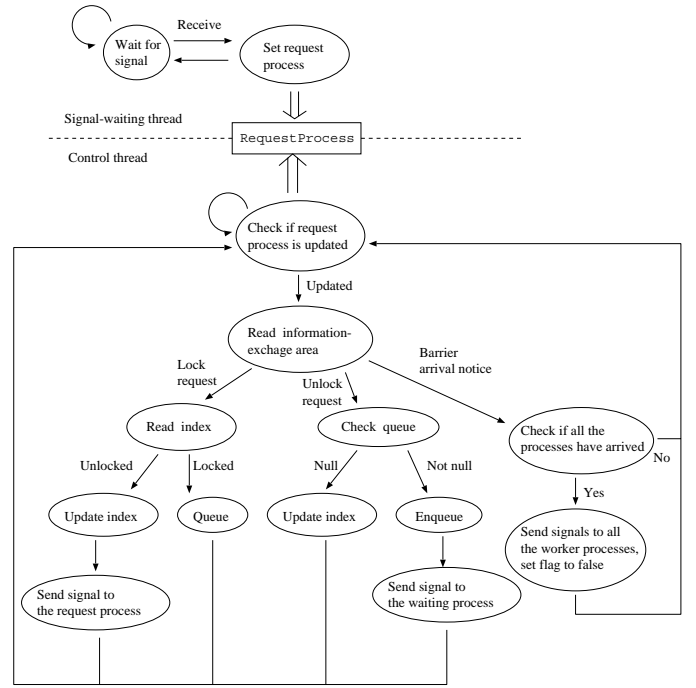 Receive
Wait for
signal
Set request
process
Signal-waiting thread
RequestProcess
Control thread
Check if request
process is updated
Updated
Read information-
exchage area
Lock
request
Unlock
request
Barrier
arrival notice
Read index
Check queue
Check if all the
processes have arrived
No
Unlocked
Locked
Null
Not null
Yes
Update index
Queue
Update index
Enqueue
Send signals to all
the worker processes,
set flag to false
Send signal to
the request process
Send signal to
the waiting process